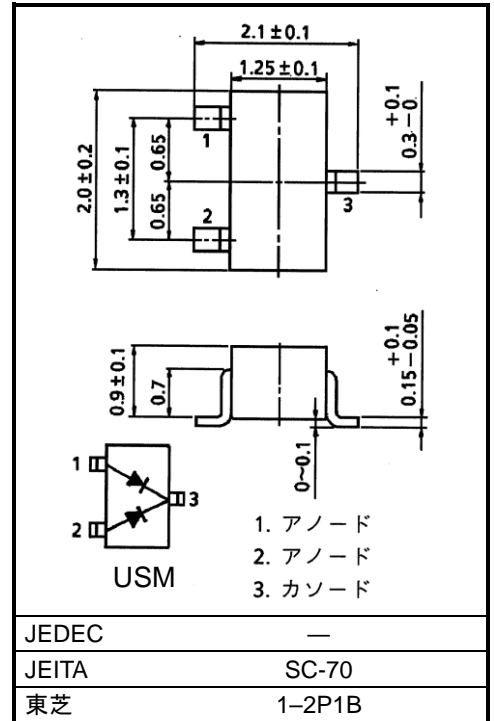 2.1±0.1
1.25±0.1
2.0±0.2
1.3±0.1
0.65
0.65
1
2
3
+0.1
0.3−0
0.9±0.1
0.7
+0.1
0.15−0.05
0~0.1
1
2
3
USM
1. アノード
2. アノード
3. カソード
JEDEC —
JEITA SC-70
東芝 1–2P1B